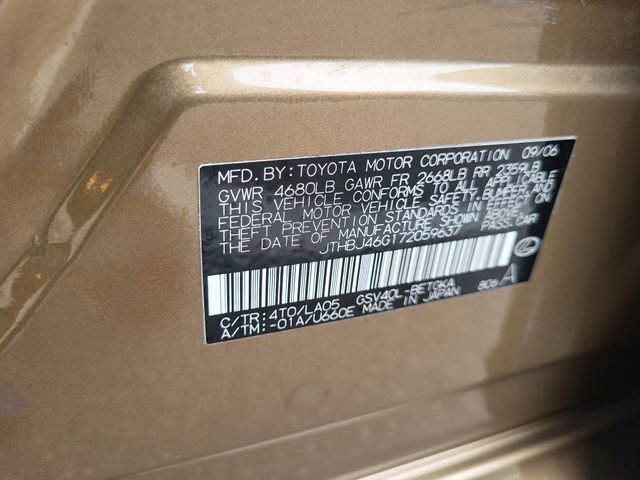 MFD. BY: TOYOTA MOTOR CORPORATION 09/06
GVWR 4680LB GAWR FR 2668LB RR 2359LB
THIS VEHICLE CONFORMS TO ALL APPLICABLE
FEDERAL MOTOR VEHICLE SAFETY, BUMPER, AND
THEFT PREVENTION STANDARDS IN EFFECT ON
THE DATE OF MANUFACTURE SHOWN ABOVE.
JTHBJ46G172059637 PASS. CAR
C/TR: 4T0/LA05 GSV40L-BETGKA 806 A
A/TM: -01A/U660E MADE IN JAPAN